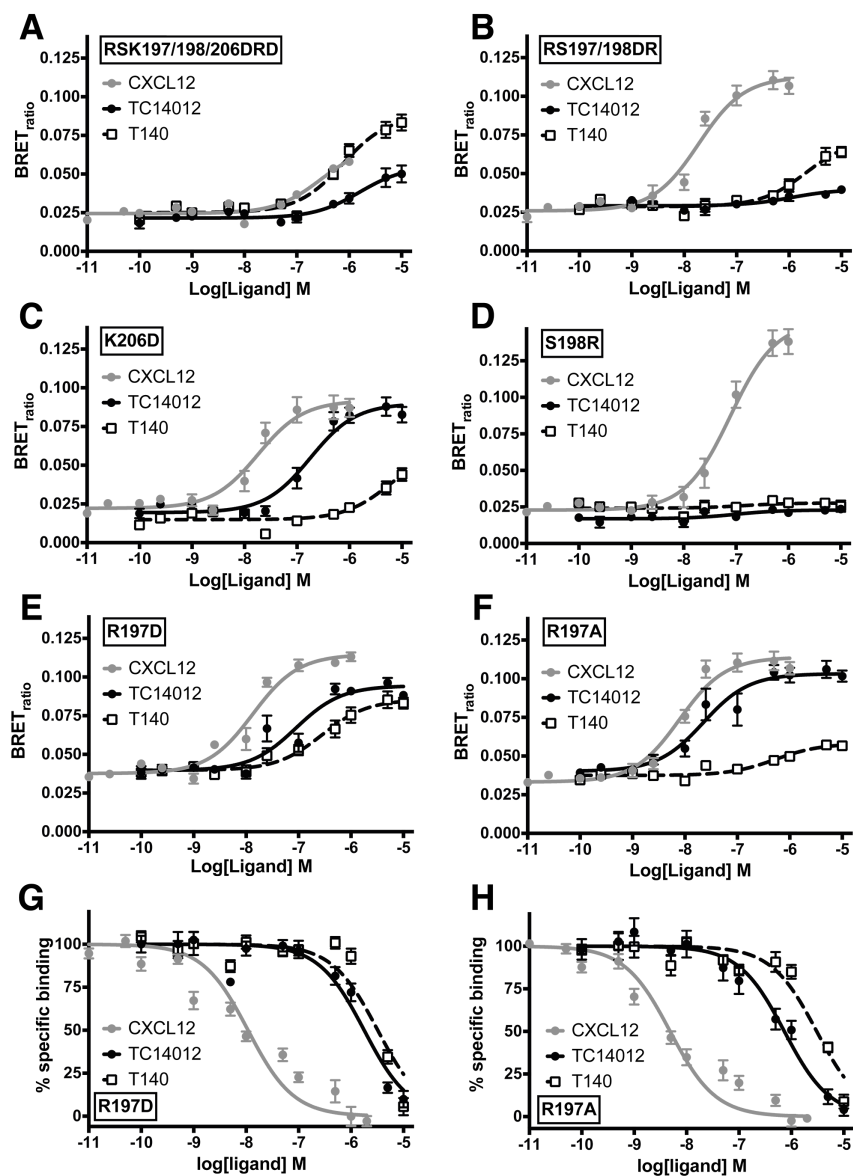 A
RSK197/198/206DRD
CXCL12
TC14012
T140
BRETratio
0.125
0.100
0.075
0.050
0.025
0.000
-11 -10 -9 -8 -7 -6 -5
Log[Ligand] M
B
RS197/198DR
CXCL12
TC14012
T140
BRETratio
0.125
0.100
0.075
0.050
0.025
0.000
-11 -10 -9 -8 -7 -6 -5
Log[Ligand] M
C
K206D
CXCL12
TC14012
T140
BRETratio
0.125
0.100
0.075
0.050
0.025
0.000
-11 -10 -9 -8 -7 -6 -5
Log[Ligand] M
D
S198R
CXCL12
TC14012
T140
BRETratio
0.125
0.100
0.075
0.050
0.025
0.000
-11 -10 -9 -8 -7 -6 -5
Log[Ligand] M
E
R197D
CXCL12
TC14012
T140
BRETratio
0.125
0.100
0.075
0.050
0.025
0.000
-11 -10 -9 -8 -7 -6 -5
Log[Ligand] M
F
R197A
CXCL12
TC14012
T140
BRETratio
0.125
0.100
0.075
0.050
0.025
0.000
-11 -10 -9 -8 -7 -6 -5
Log[Ligand] M
G
% specific binding
100
75
50
25
0
CXCL12
TC14012
T140
R197D
-11 -10 -9 -8 -7 -6 -5
log[ligand] M
H
% specific binding
100
75
50
25
0
CXCL12
TC14012
T140
R197A
-11 -10 -9 -8 -7 -6 -5
log[ligand] M